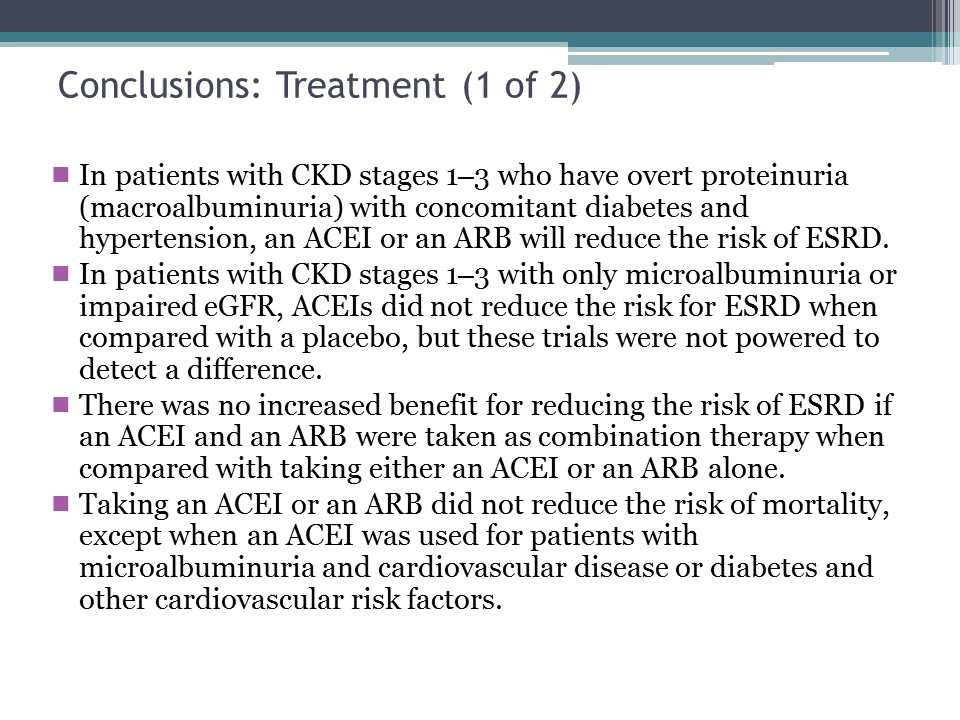 Conclusions: Treatment (1 of 2)
In patients with CKD stages 1–3 who have overt proteinuria
(macroalbuminuria) with concomitant diabetes and
hypertension, an ACEI or an ARB will reduce the risk of ESRD.
In patients with CKD stages 1–3 with only microalbuminuria or
impaired eGFR, ACEIs did not reduce the risk for ESRD when
compared with a placebo, but these trials were not powered to
detect a difference.
There was no increased benefit for reducing the risk of ESRD if
an ACEI and an ARB were taken as combination therapy when
compared with taking either an ACEI or an ARB alone.
Taking an ACEI or an ARB did not reduce the risk of mortality,
except when an ACEI was used for patients with
microalbuminuria and cardiovascular disease or diabetes and
other cardiovascular risk factors.